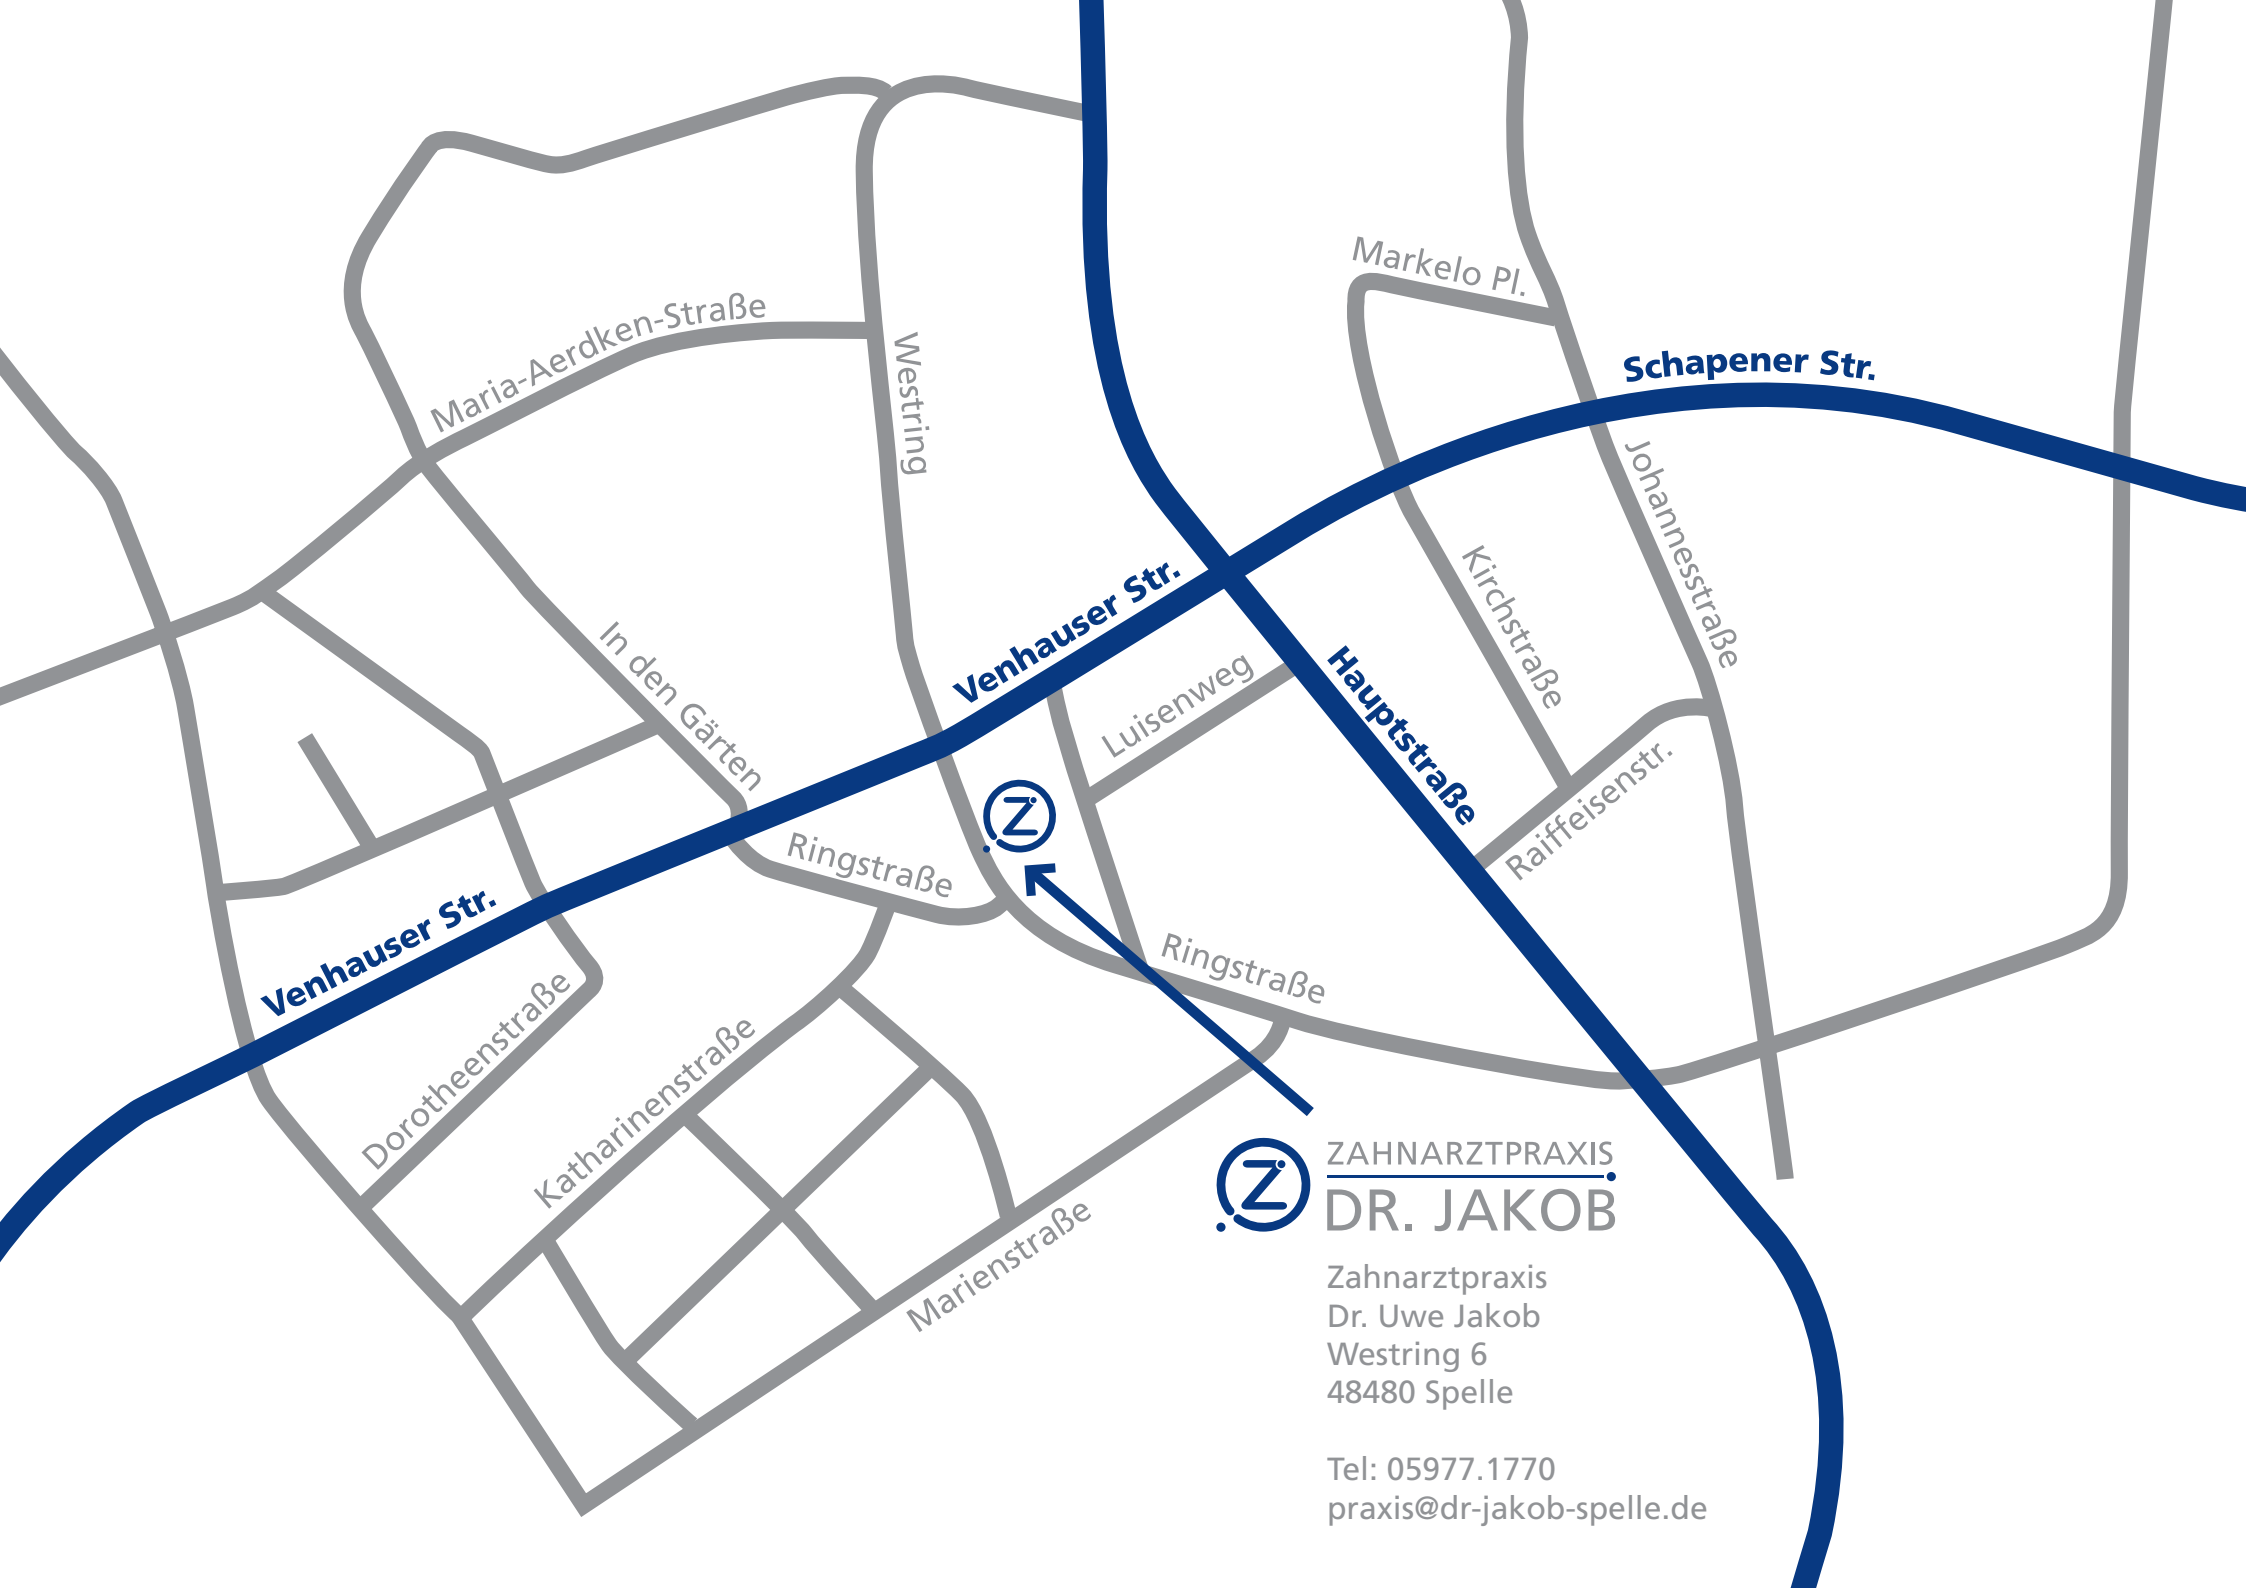 Markelo Pl.
Maria-Aerdken-Straße
Westring
Schapener Str.
Johannesstraße
Kirchstraße
Venhauser Str.
In den Gärten
Luisenweg
Hauptstraße
Raiffeisenstr.
Z
Ringstraße
Venhauser Str.
Ringstraße
Dorotheenstraße
Katharinenstraße
Marienstraße
Z
ZAHNARZTPRAXIS
DR. JAKOB
Zahnarztpraxis
Dr. Uwe Jakob
Westring 6
48480 Spelle
Tel: 05977.1770
praxis@dr-jakob-spelle.de